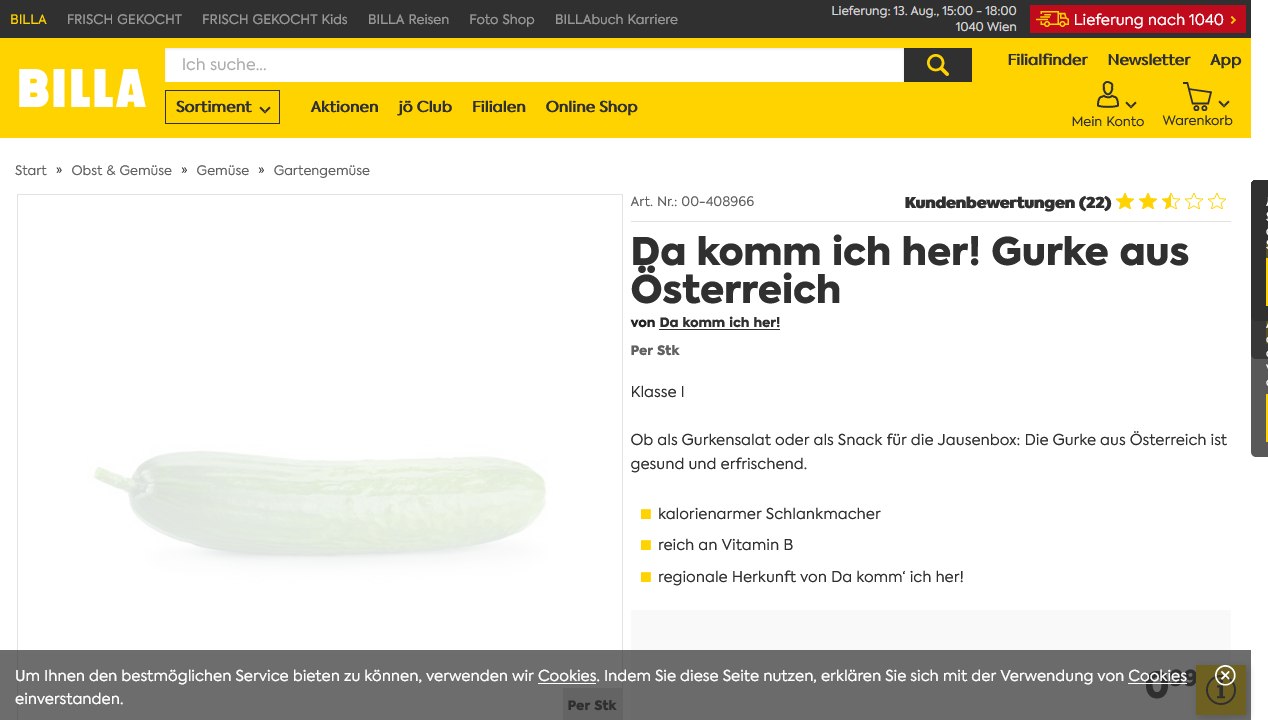 BILLA FRISCH GEKOCHT FRISCH GEKOCHT Kids BILLA Reisen Foto Shop BILLAbuch Karriere
Lieferung: 13. Aug., 15:00 - 18:00
1040 Wien
Lieferung nach 1040
BILLA
Ich suche...
Filialfinder Newsletter App
Sortiment Aktionen jö Club Filialen Online Shop
Mein Konto Warenkorb
Start » Obst & Gemüse » Gemüse » Gartengemüse
Art. Nr.: 00-408966
Kundenbewertungen (22)
Da komm ich her! Gurke aus
Österreich
von Da komm ich her!
Per Stk
Klasse I
Ob als Gurkensalat oder als Snack für die Jausenbox: Die Gurke aus Österreich ist
gesund und erfrischend.
kalorienarmer Schlankmacher
reich an Vitamin B
regionale Herkunft von Da komm‘ ich her!
Um Ihnen den bestmöglichen Service bieten zu können, verwenden wir Cookies. Indem Sie diese Seite nutzen, erklären Sie sich mit der Verwendung von Cookies
einverstanden.
Per Stk